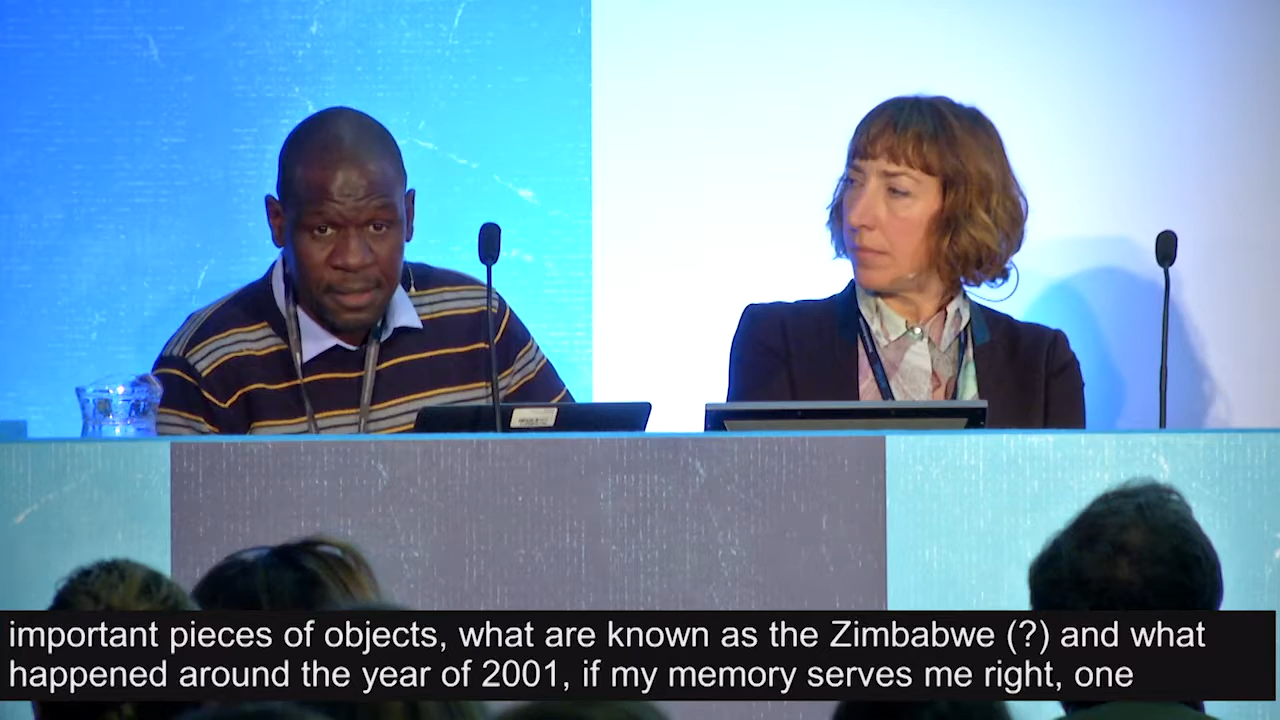 important pieces of objects, what are known as the Zimbabwe (?) and what
happened around the year of 2001, if my memory serves me right, one